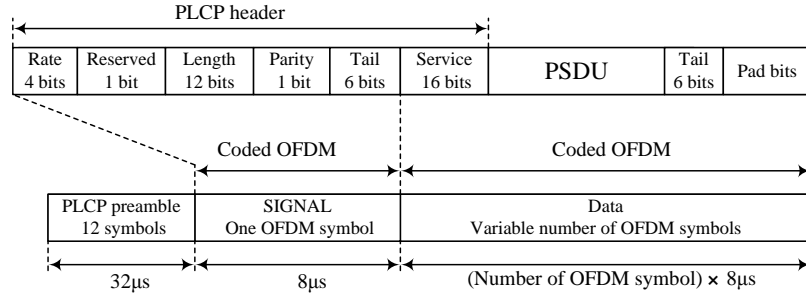 PLCP header
Rate
4 bits
Reserved
1 bit
Length
12 bits
Parity
1 bit
Tail
6 bits
Service
16 bits
PSDU
Tail
6 bits
Pad bits
Coded OFDM
Coded OFDM
PLCP preamble
12 symbols
SIGNAL
One OFDM symbol
Data
Variable number of OFDM symbols
32μs
8μs
(Number of OFDM symbol) × 8μs